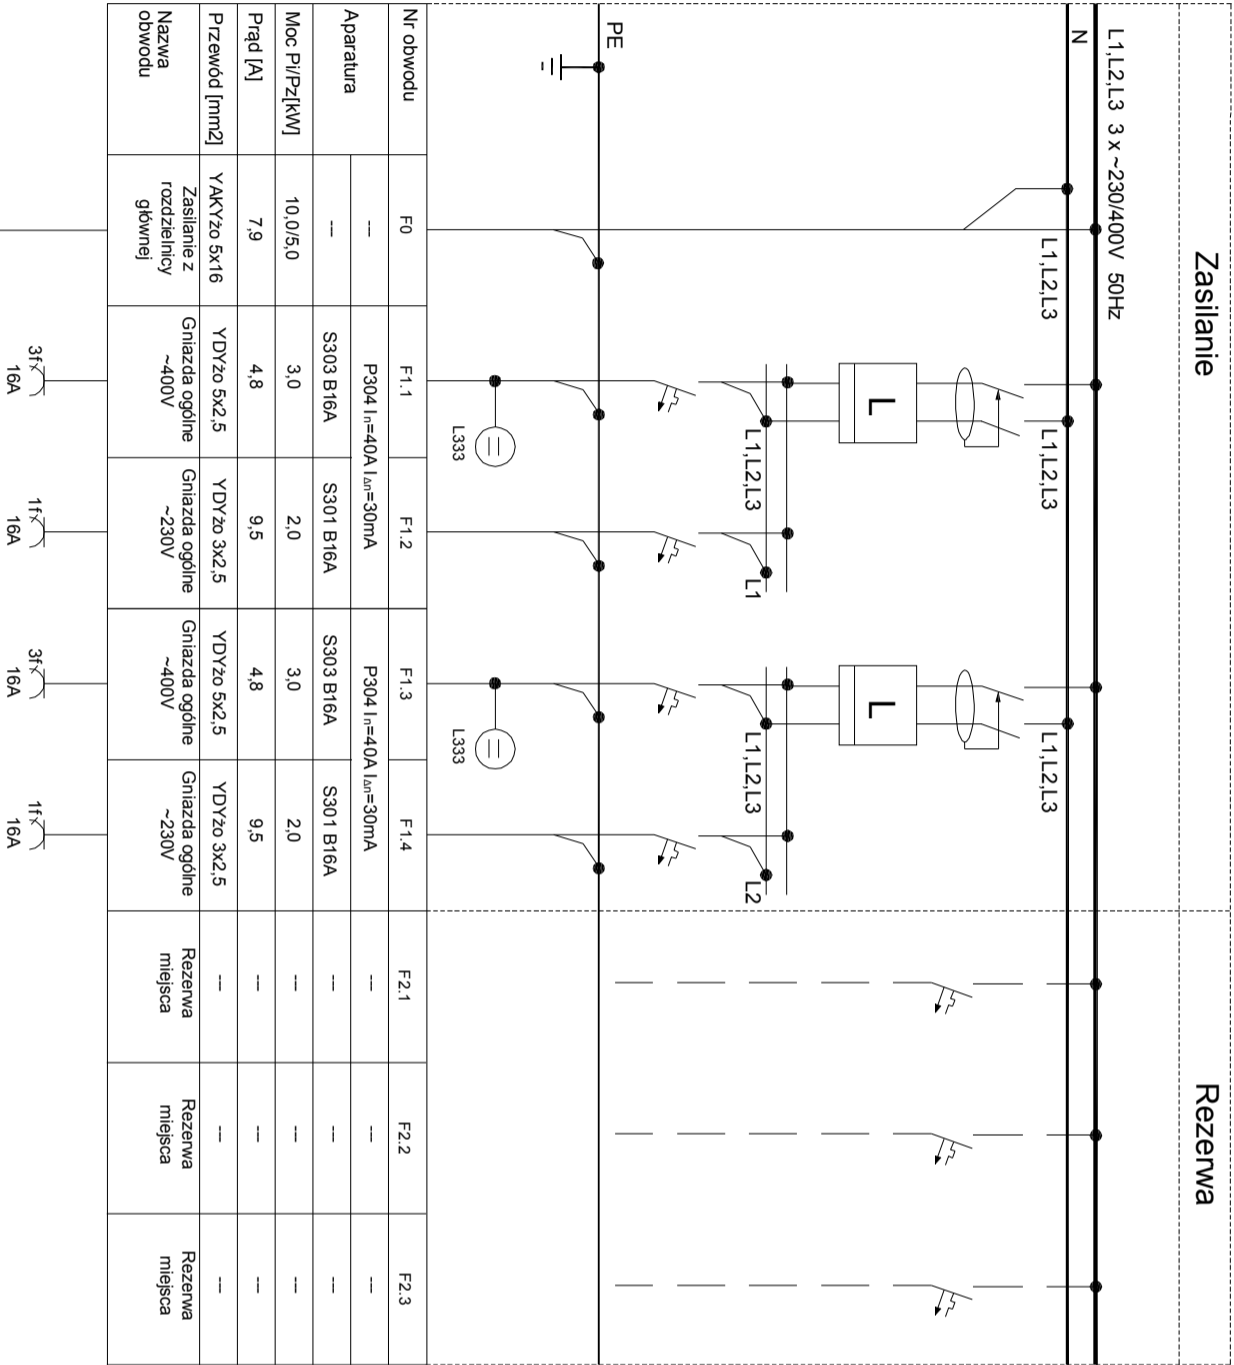 Zasilanie
Rezerwa
L1,L2,L3 3 x ~230/400V 50Hz
N
L1,L2,L3
L1,L2,L3
L1,L2,L3
L
L
L1,L2,L3
L1
L1,L2,L3
L2
PE
L333
L333
Nr obwodu
F0
F1.1
F1.2
F1.3
F1.4
F2.1
F2.2
F2.3
Aparatura
---
P304 In=40A IΔn=30mA
P304 In=40A IΔn=30mA
---
---
---
---
S303 B16A
S301 B16A
S303 B16A
S301 B16A
---
---
---
Moc Pi/Pz[kW]
10,0/5,0
3,0
2,0
3,0
2,0
---
---
---
Prąd [A]
7,9
4,8
9,5
4,8
9,5
---
---
---
Przewód [mm2]
YAKYżo 5x16
YDYżo 5x2,5
YDYżo 3x2,5
YDYżo 5x2,5
YDYżo 3x2,5
---
---
---
Nazwa
obwodu
Zasilanie z
rozdzielnicy
głównej
Gniazda ogólne
~400V
Gniazda ogólne
~230V
Gniazda ogólne
~400V
Gniazda ogólne
~230V
Rezerwa
miejsca
Rezerwa
miejsca
Rezerwa
miejsca
3f
16A
1f
16A
3f
16A
1f
16A